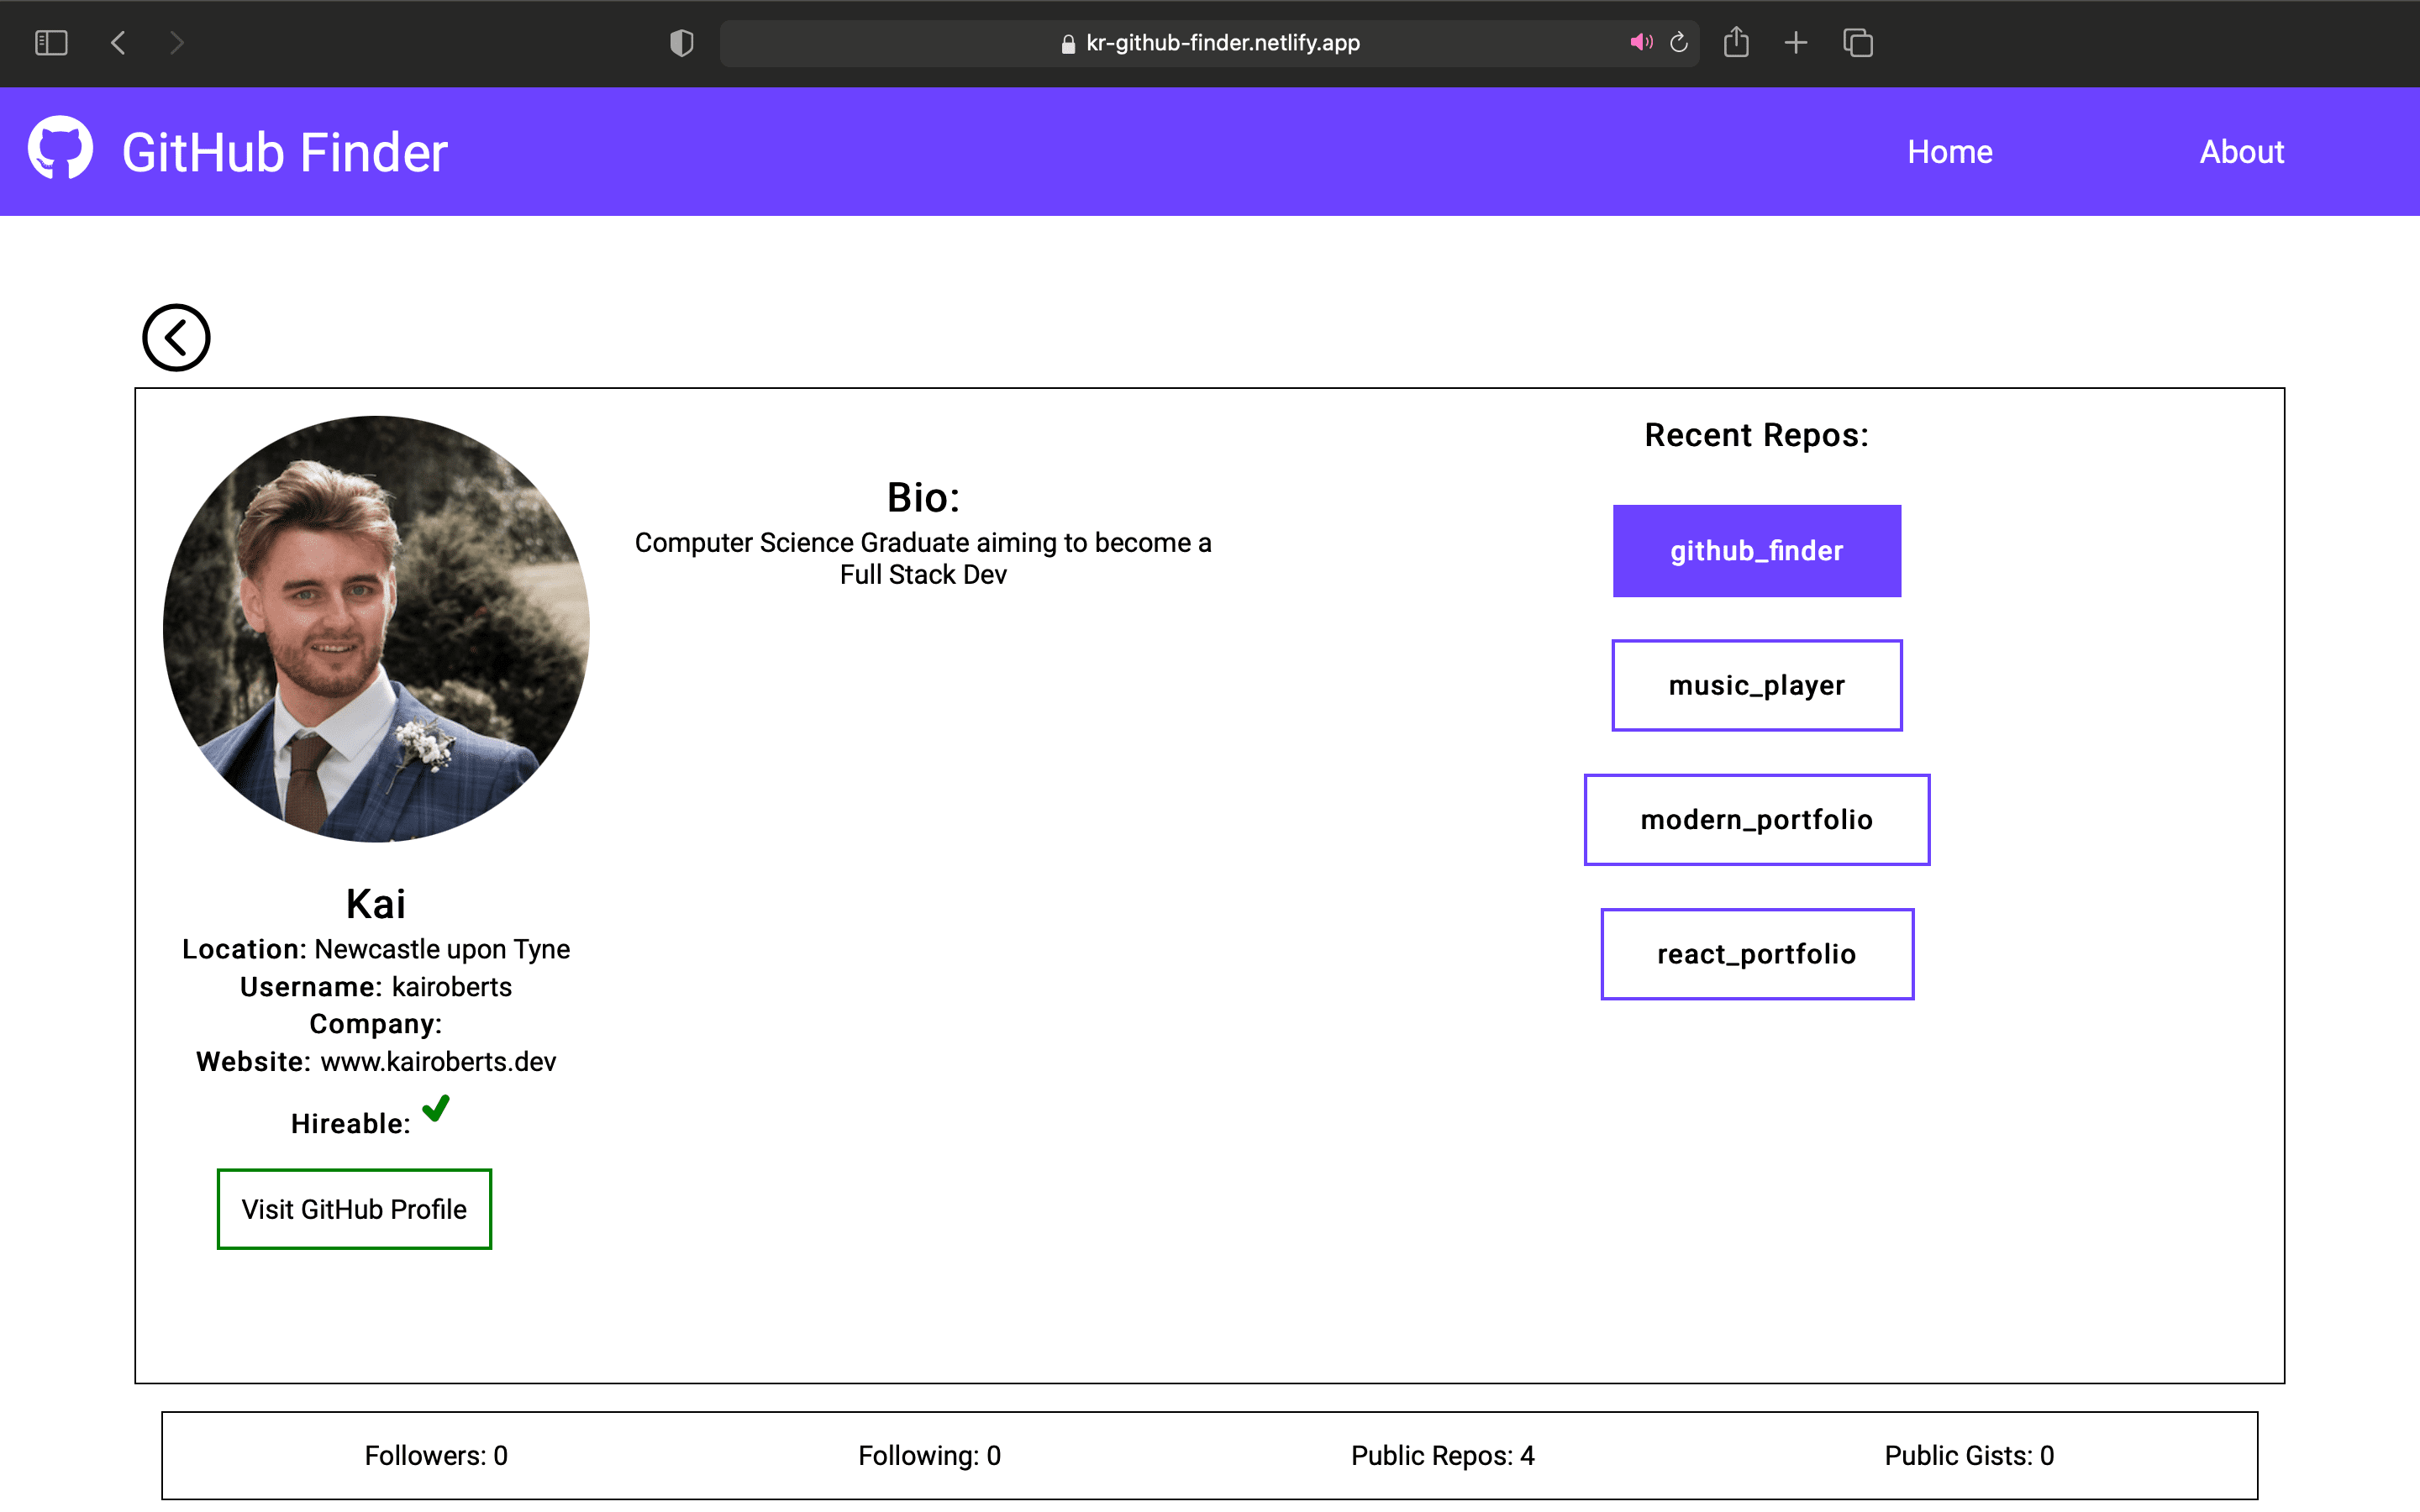 kr-github-finder.netlify.app
GitHub Finder
Home
About
Bio:
Computer Science Graduate aiming to become a
Full Stack Dev
Recent Repos:
github_finder
music_player
modern_portfolio
react_portfolio
Kai
Location: Newcastle upon Tyne
Username: kairoberts
Company:
Website: www.kairoberts.dev
Hireable:
Visit GitHub Profile
Followers: 0
Following: 0
Public Repos: 4
Public Gists: 0